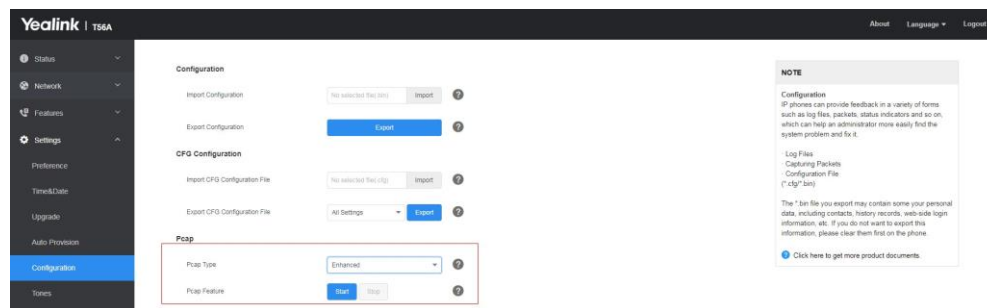 Yealink | T56A
About Language Logout
Status
Network
Features
Settings
Preference
Time&Date
Upgrade
Auto Provision
Configuration
Tones
Configuration
Import Configuration No selected file(.bin) Import
Export Configuration Export
CFG Configuration
Import CFG Configuration File No selected file(.cfg) Import
Export CFG Configuration File All Settings Export
Pcap
Pcap Type Enhanced
Pcap Feature Start Stop
NOTE
Configuration
IP phones can provide feedback in a variety of forms
such as log files, packets, status indicators and so on,
which can help an administrator more easily find the
system problem and fix it.
· Log Files
· Capturing Packets
· Configuration File
(*.cfg/*.bin)
The *.bin file you export may contain some your personal
data, including contacts, history records, web-side login
information, etc. If you do not want to export this
information, please clear them first on the phone.
Click here to get more product documents.